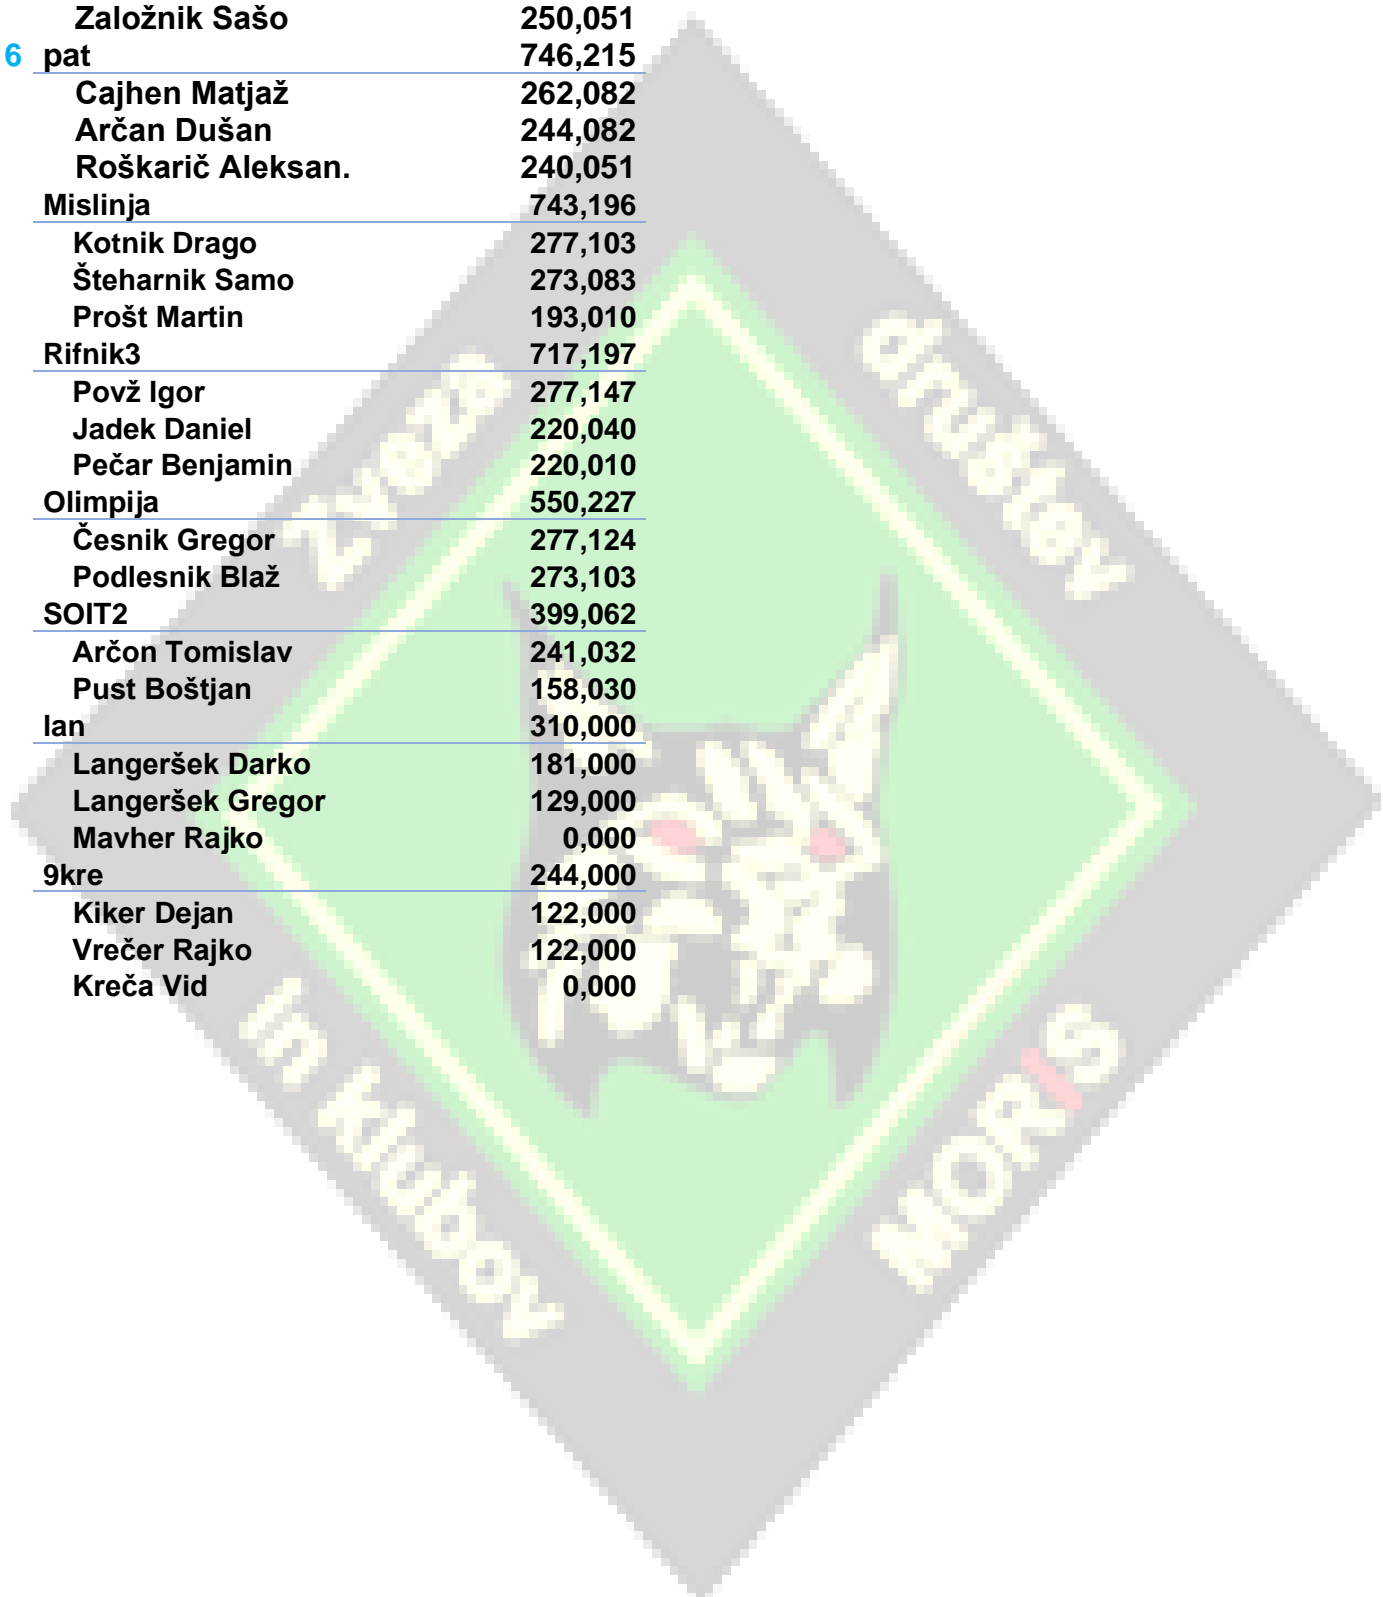 Založnik Sašo 250,051
6 pat 746,215
Cajhen Matjaž 262,082
Arčan Dušan 244,082
Roškarič Aleksan. 240,051
Mislinja 743,196
Kotnik Drago 277,103
Šteharnik Samo 273,083
Prošt Martin 193,010
Rifnik3 717,197
Povž Igor 277,147
Jadek Daniel 220,040
Pečar Benjamin 220,010
Olimpija 550,227
Česnik Gregor 277,124
Podlesnik Blaž 273,103
SOIT2 399,062
Arčon Tomislav 241,032
Pust Boštjan 158,030
lan 310,000
Langeršek Darko 181,000
Langeršek Gregor 129,000
Mavher Rajko 0,000
9kre 244,000
Kiker Dejan 122,000
Vrečer Rajko 122,000
Kreča Vid 0,000
Zveza
društev
in klubov
MORIS